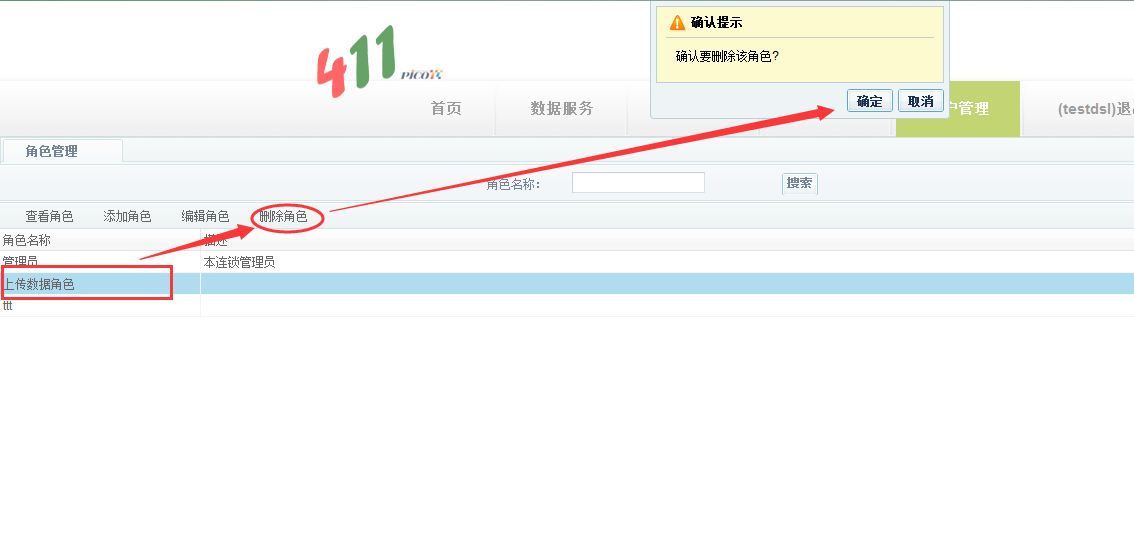 确认提示
确认要删除该角色?
确定 取消
411
PICOTK
首页 数据服务 户管理 (testdsl)退
角色管理
角色名称： 搜索
查看角色 添加角色 编辑角色 删除角色
角色名称 描述
管理员 本连锁管理员
上传数据角色
ttt